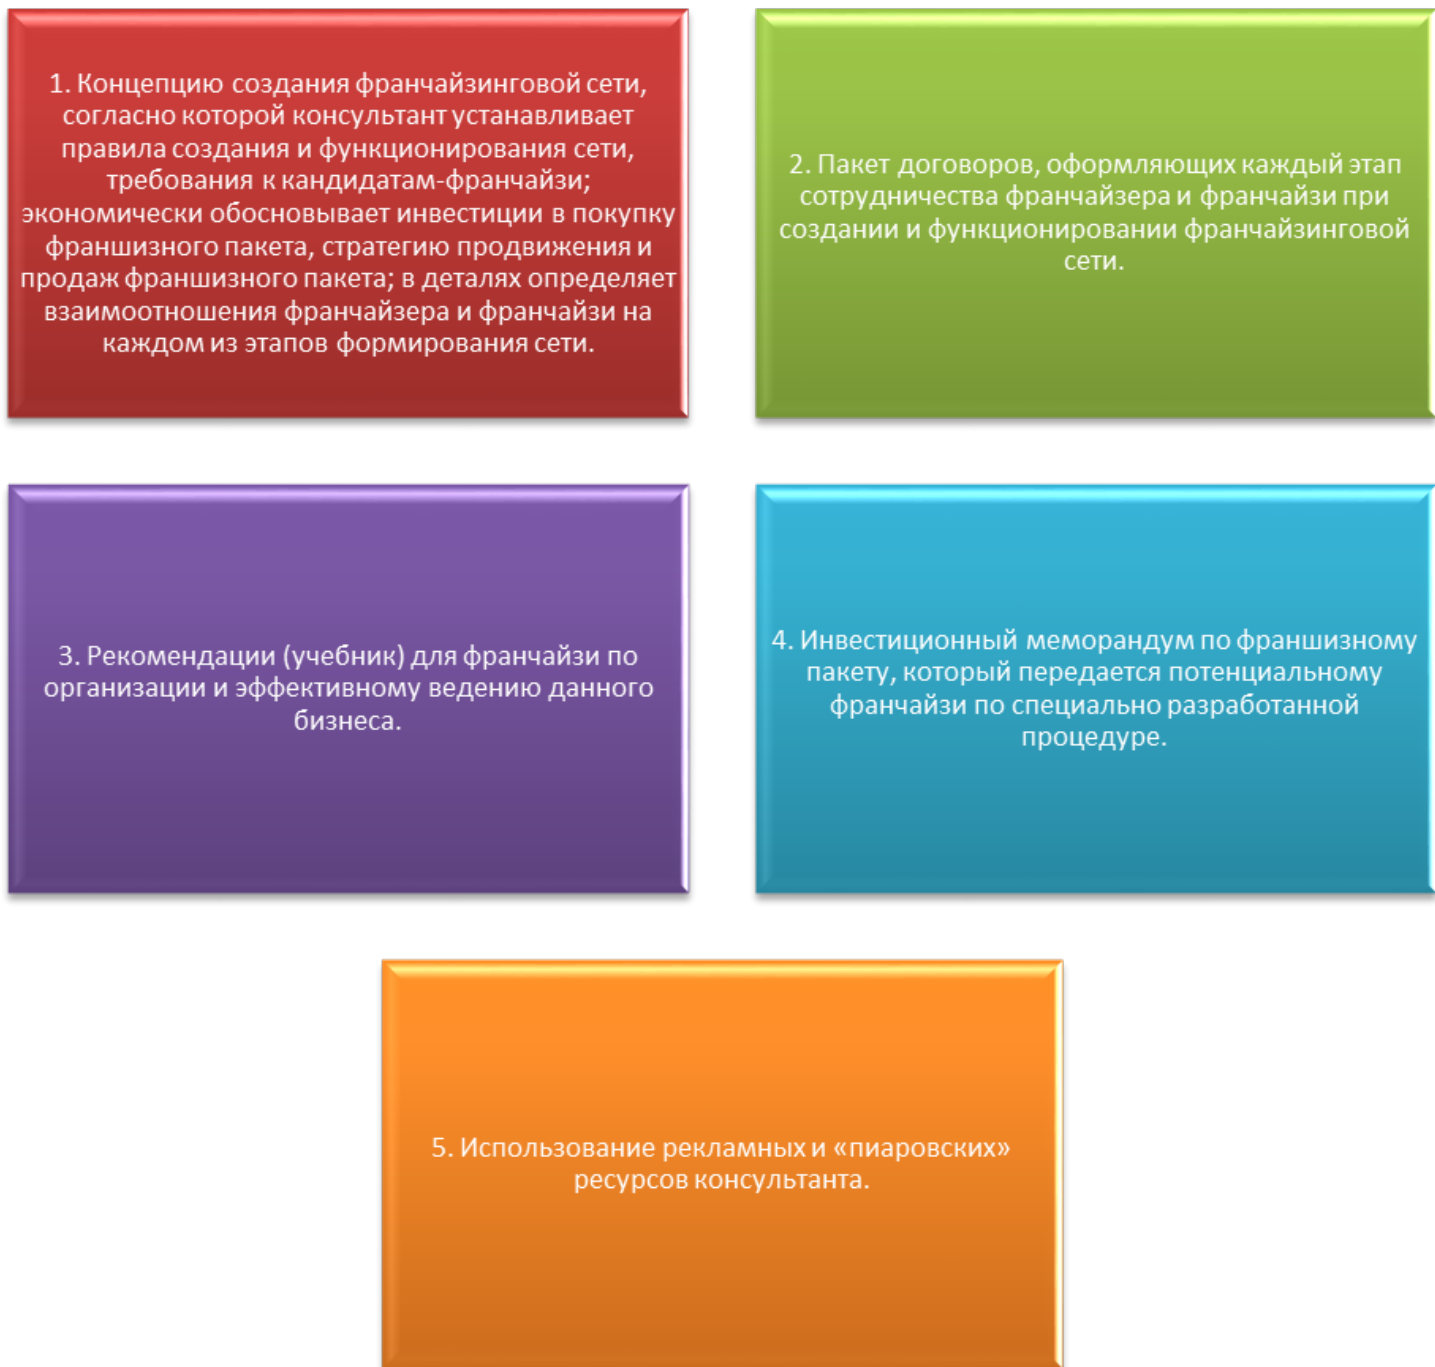 1. Концепцию создания франчайзинговой сети,
согласно которой консультант устанавливает
правила создания и функционирования сети,
требования к кандидатам-франчайзи;
экономически обосновывает инвестиции в покупку
франшизного пакета, стратегию продвижения и
продаж франшизного пакета; в деталях определяет
взаимоотношения франчайзера и франчайзи на
каждом из этапов формирования сети.
2. Пакет договоров, оформляющих каждый этап
сотрудничества франчайзера и франчайзи при
создании и функционировании франчайзинговой
сети.
3. Рекомендации (учебник) для франчайзи по
организации и эффективному ведению данного
бизнеса.
4. Инвестиционный меморандум по франшизному
пакету, который передается потенциальному
франчайзи по специально разработанной
процедуре.
5. Использование рекламных и «пиаровских»
ресурсов консультанта.